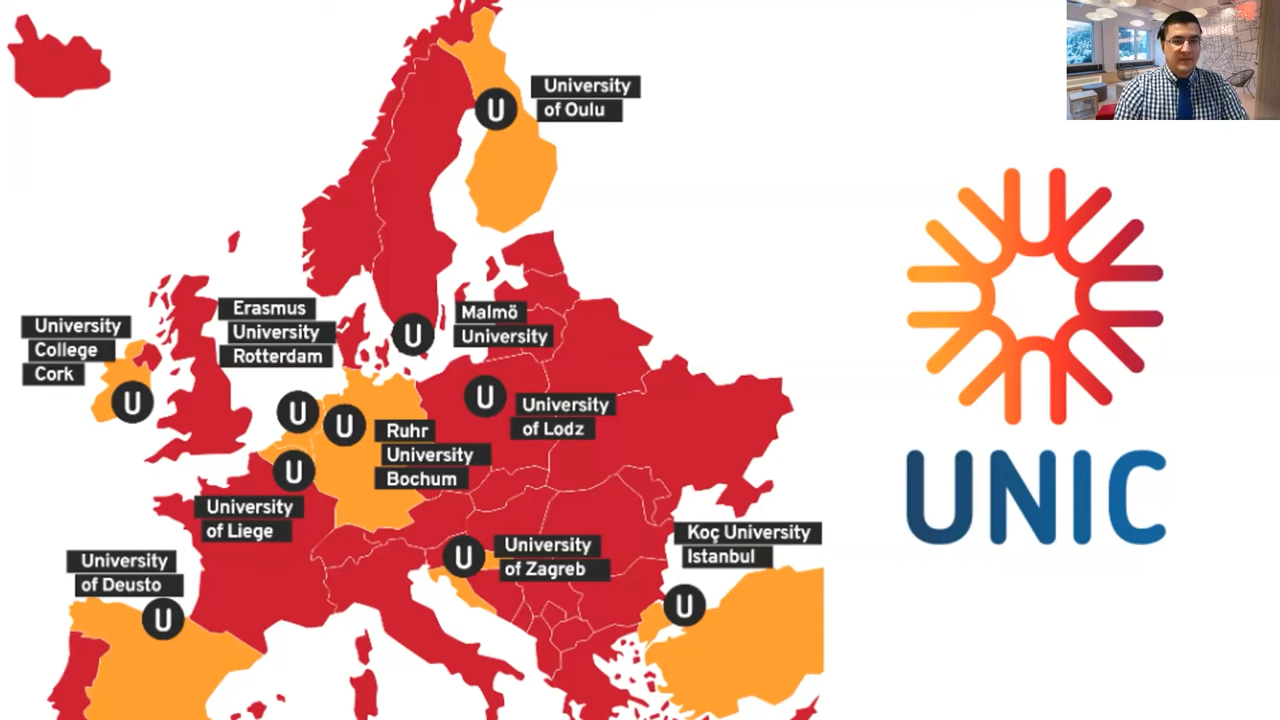 University
of Oulu
Erasmus
University
Rotterdam
Malmö
University
University
College
Cork
University
of Lodz
Ruhr
University
Bochum
University
of Liege
Koç University
Istanbul
University
of Zagreb
University
of Deusto
U
U
U
U
U
U
U
U
U
U
UNIC